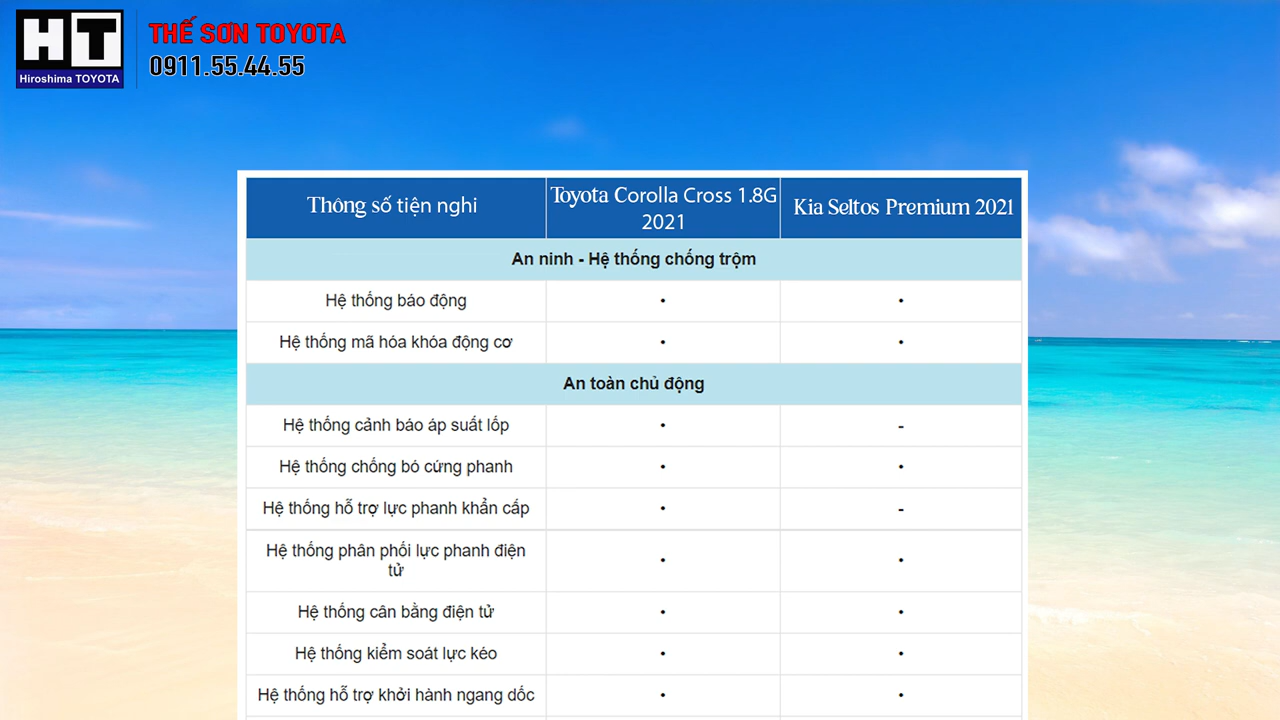 HT
Hiroshima TOYOTA
THẾ SƠN TOYOTA
0911.55.44.55
Thông số tiện nghi
Toyota Corolla Cross 1.8G
2021
Kia Seltos Premium 2021
An ninh - Hệ thống chống trộm
Hệ thống báo động • •
Hệ thống mã hóa khóa động cơ • •
An toàn chủ động
Hệ thống cảnh báo áp suất lốp • -
Hệ thống chống bó cứng phanh • •
Hệ thống hỗ trợ lực phanh khẩn cấp • -
Hệ thống phân phối lực phanh điện
tử • •
Hệ thống cân bằng điện tử • •
Hệ thống kiểm soát lực kéo • •
Hệ thống hỗ trợ khởi hành ngang dốc • •